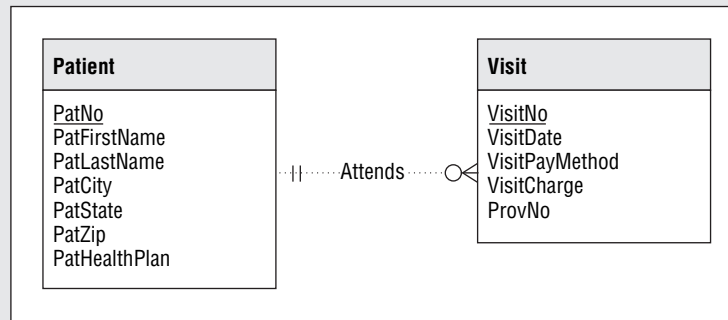 Patient
PatNo
PatFirstName
PatLastName
PatCity
PatState
PatZip
PatHealthPlan
Attends
Visit
VisitNo
VisitDate
VisitPayMethod
VisitCharge
ProvNo